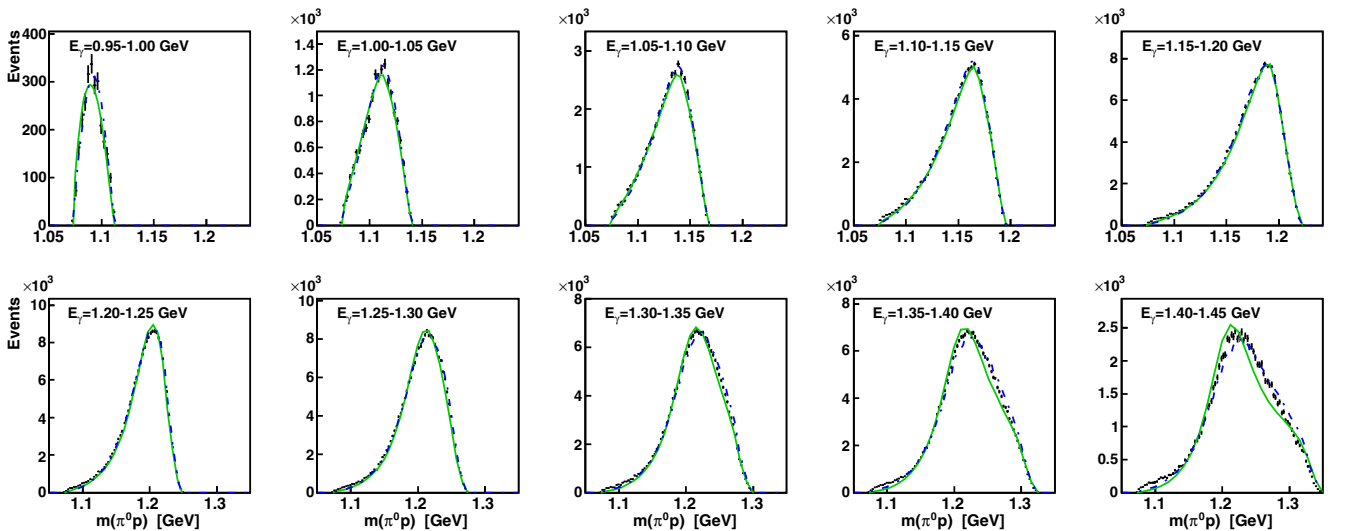 Events
E_γ=0.95-1.00 GeV
400
300
200
100
0
1.05 1.1 1.15 1.2
×10³
E_γ=1.00-1.05 GeV
1.4
1.2
1
0.8
0.6
0.4
0.2
0
1.05 1.1 1.15 1.2
×10³
E_γ=1.05-1.10 GeV
3
2
1
0
1.05 1.1 1.15 1.2
×10³
E_γ=1.10-1.15 GeV
6
4
2
0
1.05 1.1 1.15 1.2
×10³
E_γ=1.15-1.20 GeV
9
6
3
0
1.05 1.1 1.15 1.2
Events
×10³
E_γ=1.20-1.25 GeV
10
8
6
4
2
0
1.1 1.2 1.3
m(π⁰p) [GeV]
×10³
E_γ=1.25-1.30 GeV
10
8
6
4
2
0
1.1 1.2 1.3
m(π⁰p) [GeV]
×10³
E_γ=1.30-1.35 GeV
8
6
4
2
0
1.1 1.2 1.3
m(π⁰p) [GeV]
×10³
E_γ=1.35-1.40 GeV
8
6
4
2
0
1.1 1.2 1.3
m(π⁰p) [GeV]
×10³
E_γ=1.40-1.45 GeV
2.5
2
1.5
1
0.5
0
1.1 1.2 1.3
m(π⁰p) [GeV]